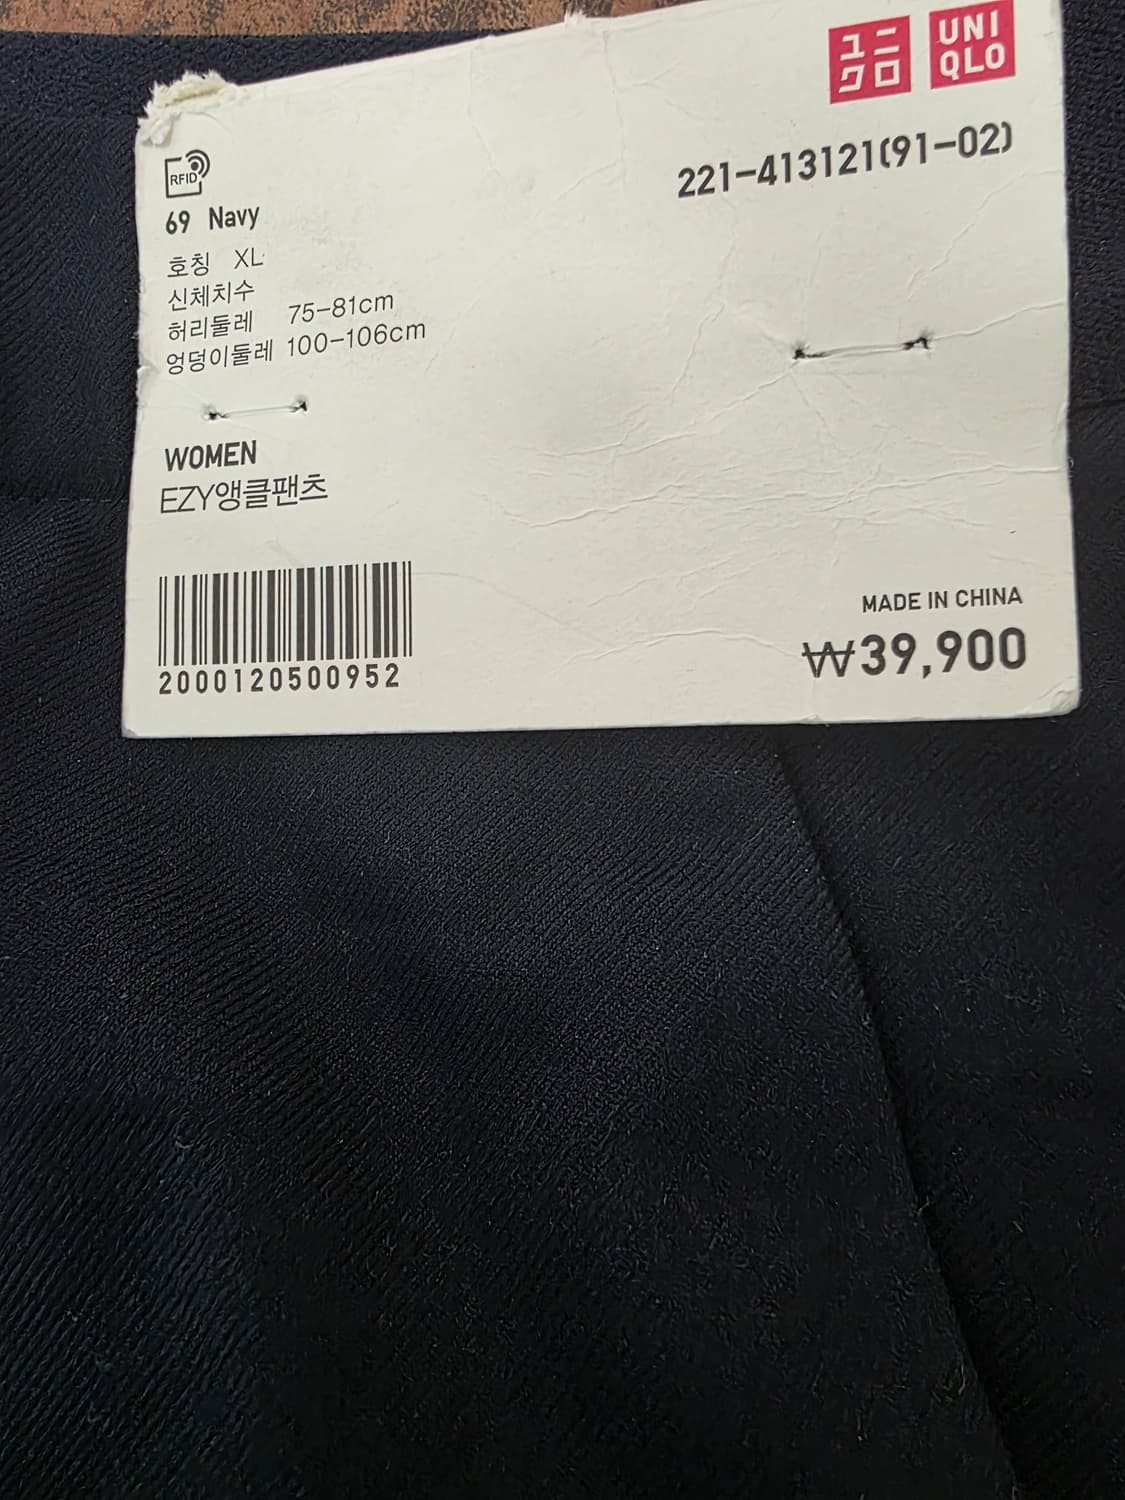 ユニ
クロ
UNI
QLO
221-413121(91-02)
RFID
69 Navy
호칭 XL
신체치수
허리둘레 75-81cm
엉덩이둘레 100-106cm
WOMEN
EZY앵클팬츠
2000120500952
MADE IN CHINA
₩39,900